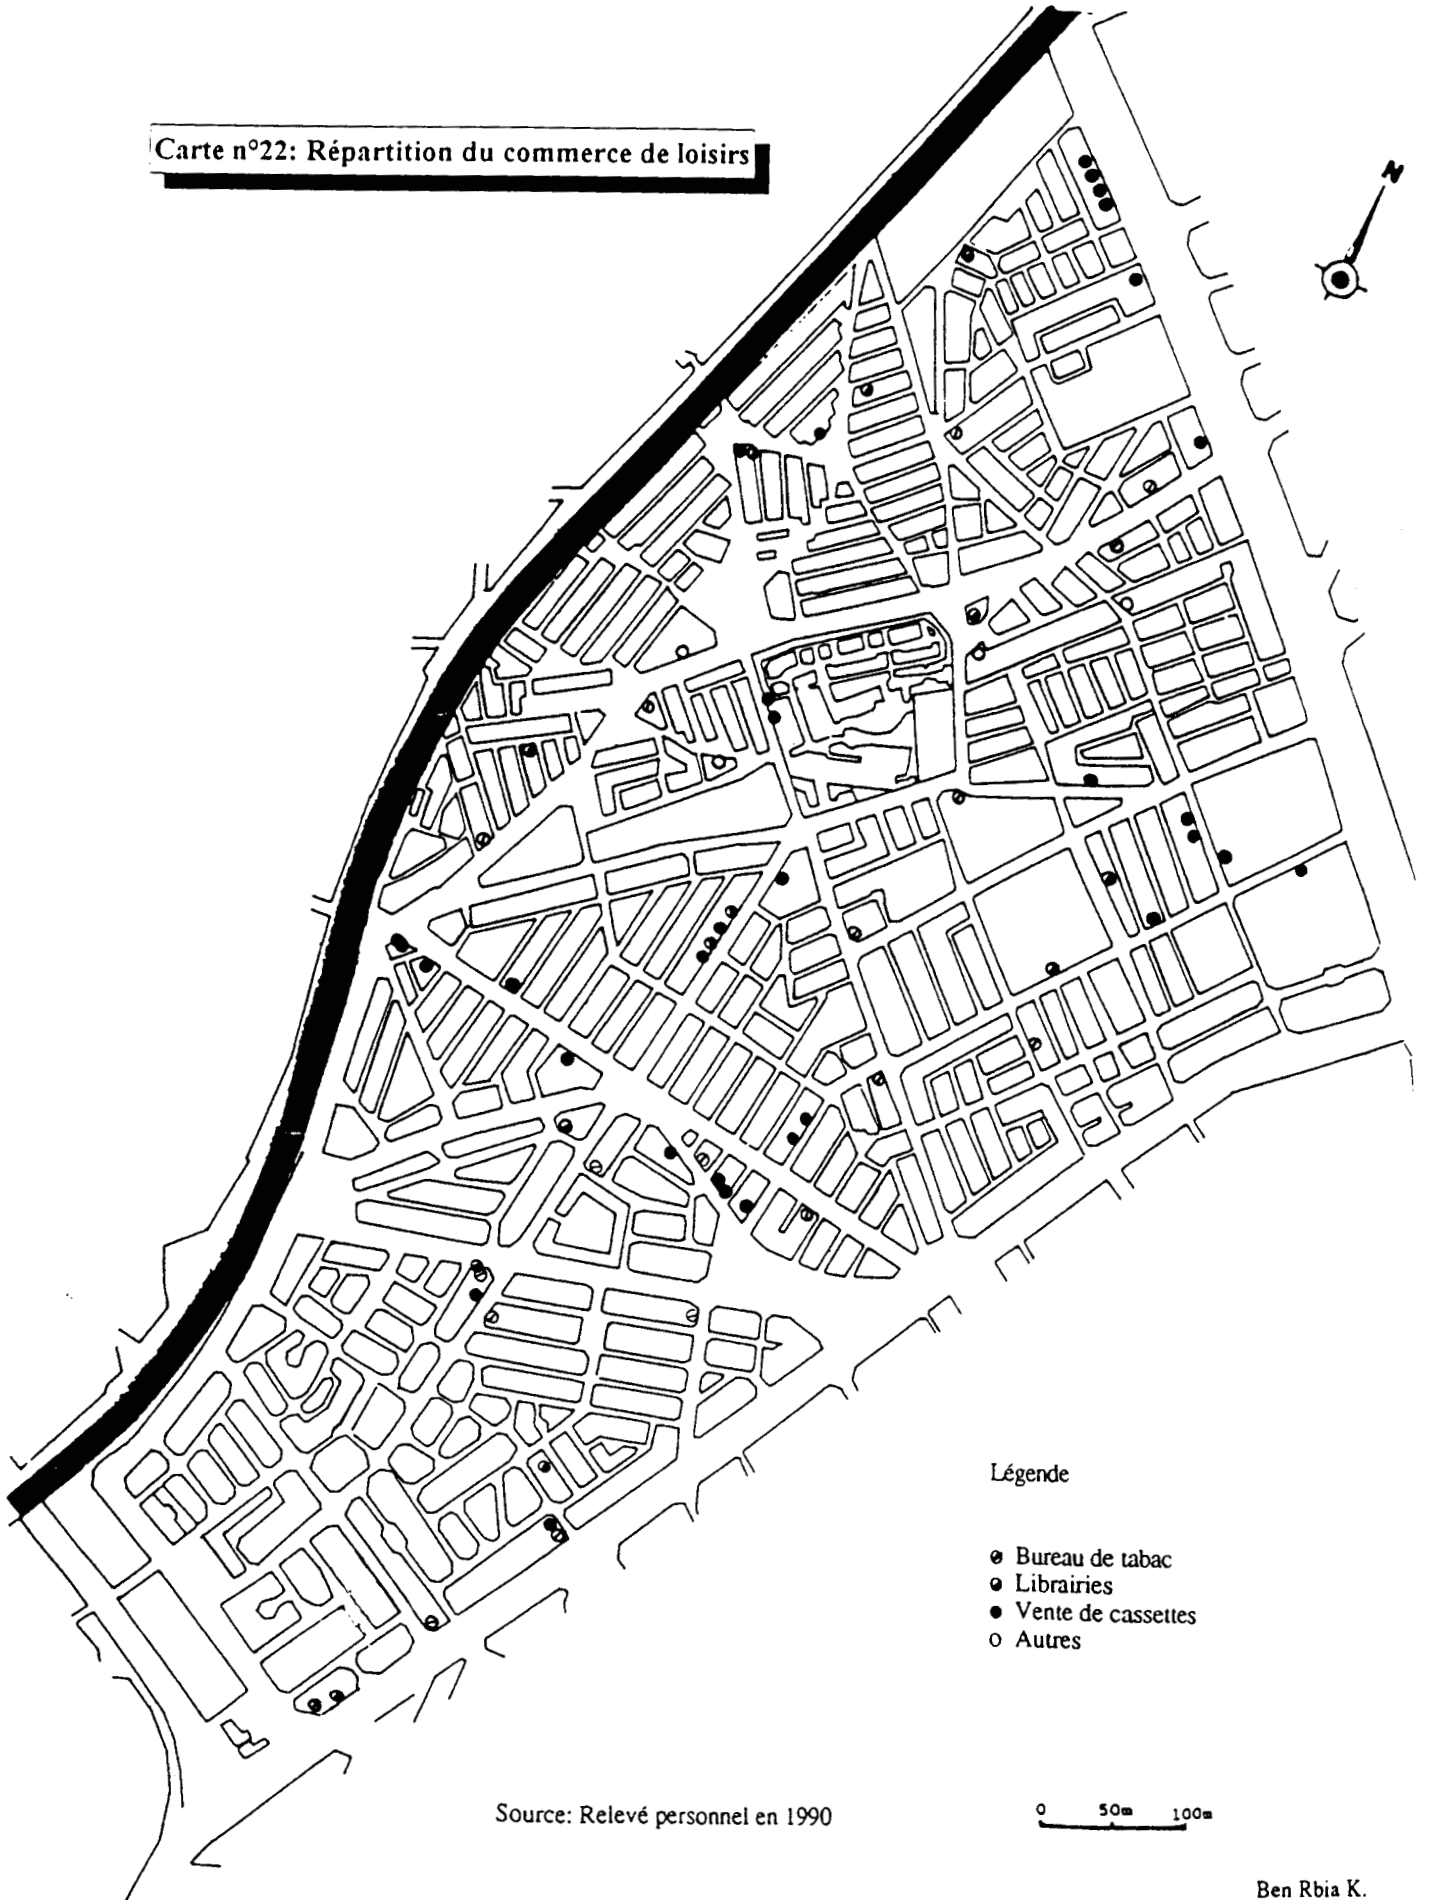 Carte n°22: Répartition du commerce de loisirs
N
Légende
Bureau de tabac
Librairies
Vente de cassettes
Autres
Source: Relevé personnel en 1990
0 50m 100m
Ben Rbia K.